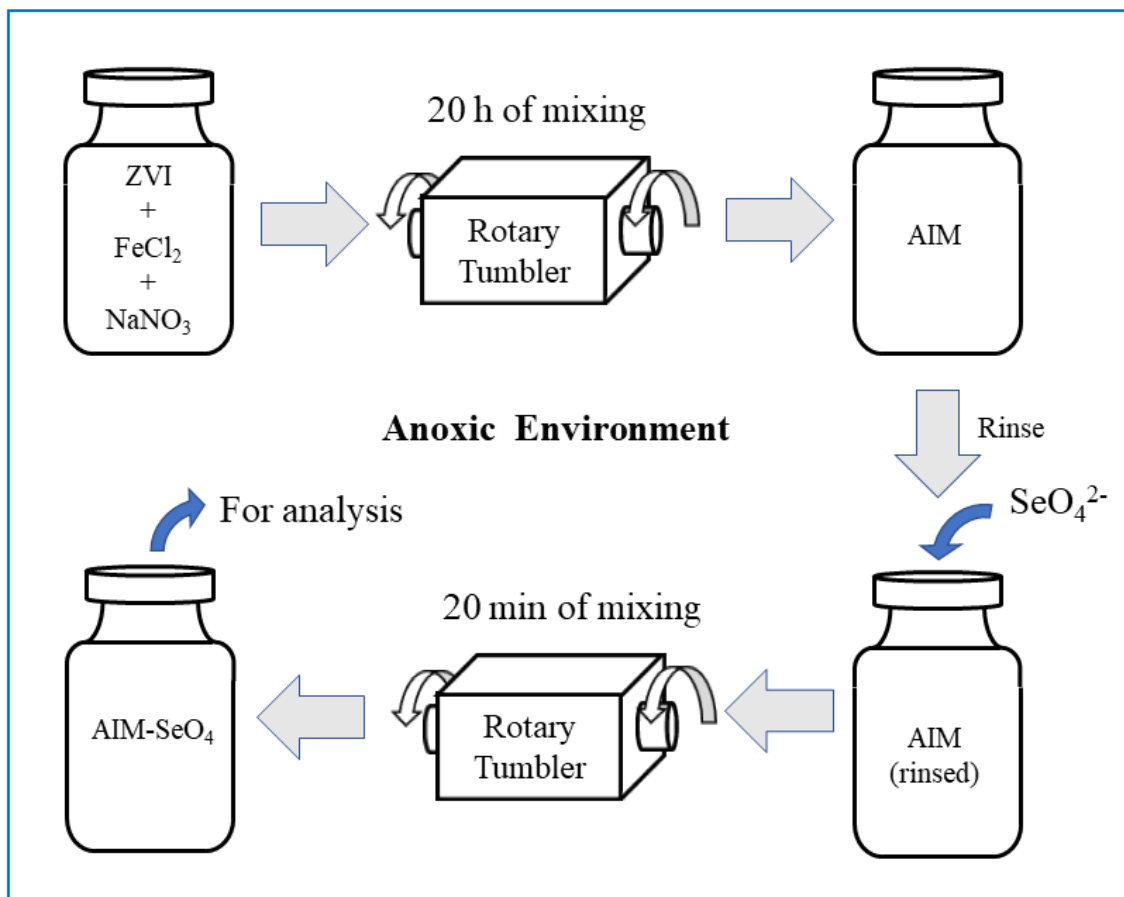 20 h of mixing
ZVI
+
FeCl₂
+
NaNO₃
Rotary
Tumbler
AIM
Anoxic Environment
Rinse
SeO₄²⁻
For analysis
20 min of mixing
AIM-SeO₄
Rotary
Tumbler
AIM
(rinsed)